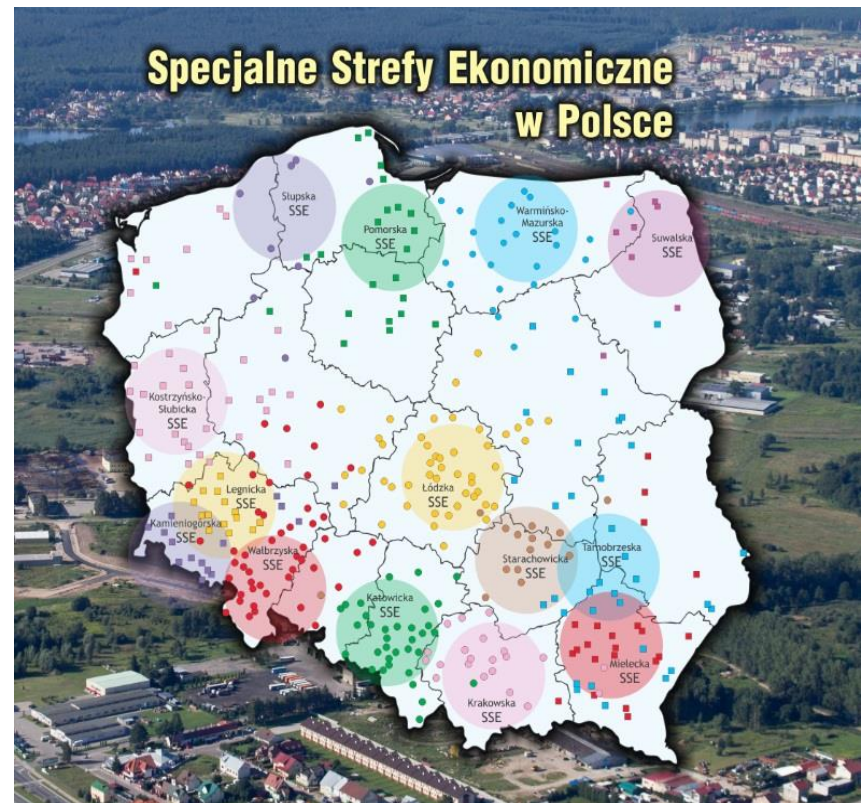 Specjalne Strefy Ekonomiczne
w Polsce
Słupska
SSE
Pomorska
SSE
Warmińsko-
Mazurska
SSE
Suwalska
SSE
Kostrzyńsko-
Słubicka
SSE
Legnicka
SSE
Łódzka
SSE
Kamieniogórska
SSE
Wałbrzyska
SSE
Starachowicka
SSE
Tarnobrzeska
SSE
Katowicka
SSE
Mielecka
SSE
Krakowska
SSE